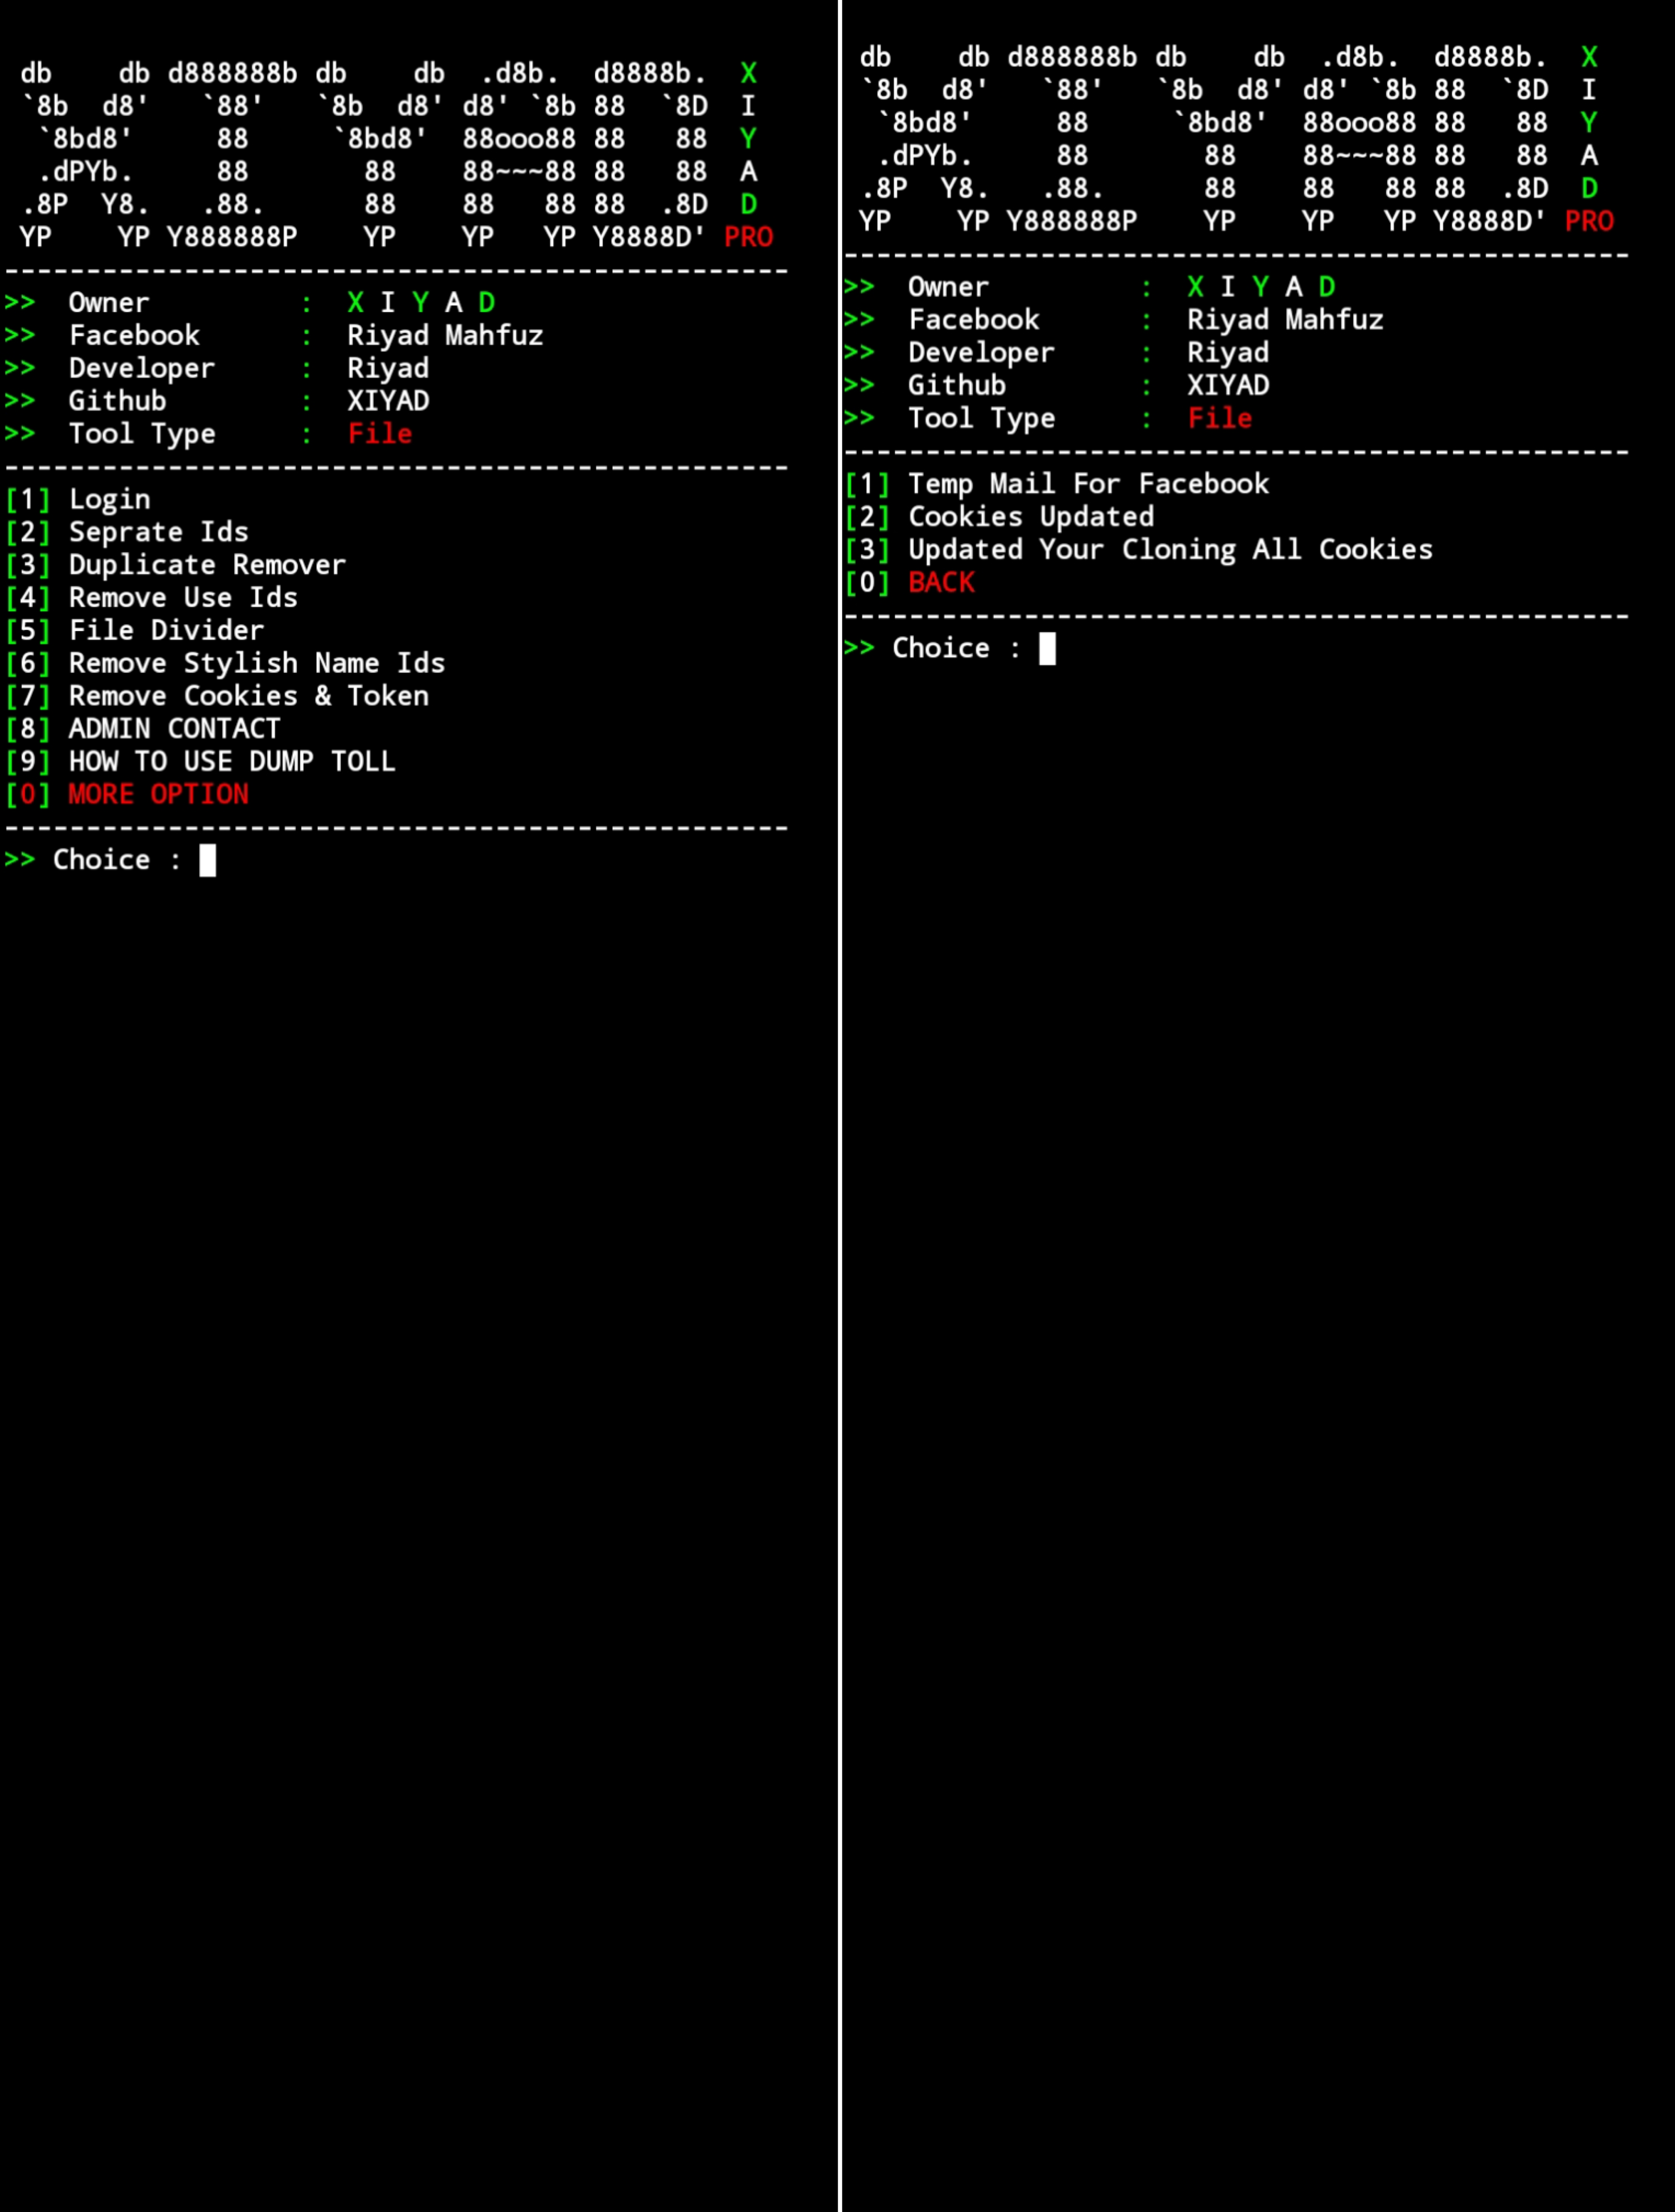 db      db d888888b db      db  .d8b.  d8888b.  X
`8b  d8'   `88'   `8b  d8' d8' `8b 88  `8D  I
`8bd8'     88      `8bd8'  88ooo88 88   88  Y
.dPYb.     88        88    88~~~88 88   88  A
.8P  Y8.   .88.      88    88   88 88  .8D  D
YP    YP Y888888P    YP    YP   YP Y8888D' PRO
------------------------------------------------
>>  Owner         :  X I Y A D
>>  Facebook      :  Riyad Mahfuz
>>  Developer     :  Riyad
>>  Github        :  XIYAD
>>  Tool Type     :  File
------------------------------------------------
[1] Login
[2] Seprate Ids
[3] Duplicate Remover
[4] Remove Use Ids
[5] File Divider
[6] Remove Stylish Name Ids
[7] Remove Cookies & Token
[8] ADMIN CONTACT
[9] HOW TO USE DUMP TOLL
[0] MORE OPTION
------------------------------------------------
>> Choice :
db      db d888888b db      db  .d8b.  d8888b.  X
`8b  d8'   `88'   `8b  d8' d8' `8b 88  `8D  I
`8bd8'     88      `8bd8'  88ooo88 88   88  Y
.dPYb.     88        88    88~~~88 88   88  A
.8P  Y8.   .88.      88    88   88 88  .8D  D
YP    YP Y888888P    YP    YP   YP Y8888D' PRO
------------------------------------------------
>>  Owner         :  X I Y A D
>>  Facebook      :  Riyad Mahfuz
>>  Developer     :  Riyad
>>  Github        :  XIYAD
>>  Tool Type     :  File
------------------------------------------------
[1] Temp Mail For Facebook
[2] Cookies Updated
[3] Updated Your Cloning All Cookies
[0] BACK
------------------------------------------------
>> Choice :